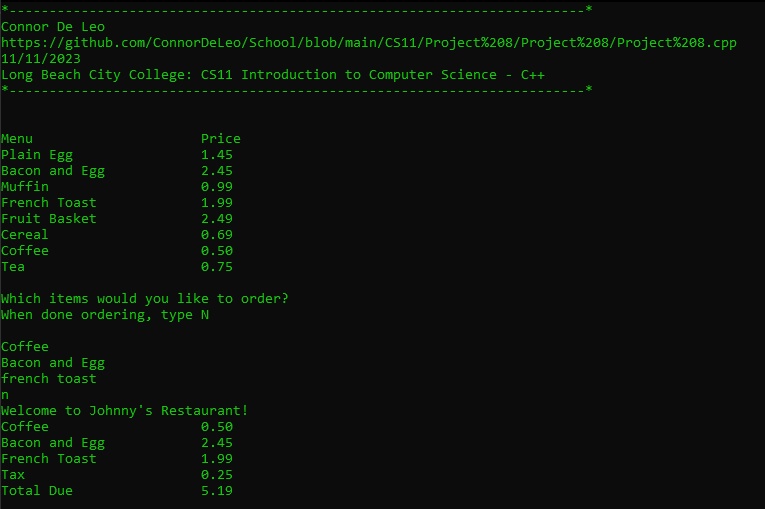 *------------------------------------------------------------------------*
Connor De Leo
https://github.com/ConnorDeLeo/School/blob/main/CS11/Project%208/Project%208/Project%208.cpp
11/11/2023
Long Beach City College: CS11 Introduction to Computer Science - C++
*------------------------------------------------------------------------*
Menu                     Price
Plain Egg                1.45
Bacon and Egg            2.45
Muffin                   0.99
French Toast             1.99
Fruit Basket             2.49
Cereal                   0.69
Coffee                   0.50
Tea                      0.75
Which items would you like to order?
When done ordering, type N
Coffee
Bacon and Egg
french toast
n
Welcome to Johnny's Restaurant!
Coffee                   0.50
Bacon and Egg            2.45
French Toast             1.99
Tax                      0.25
Total Due                5.19